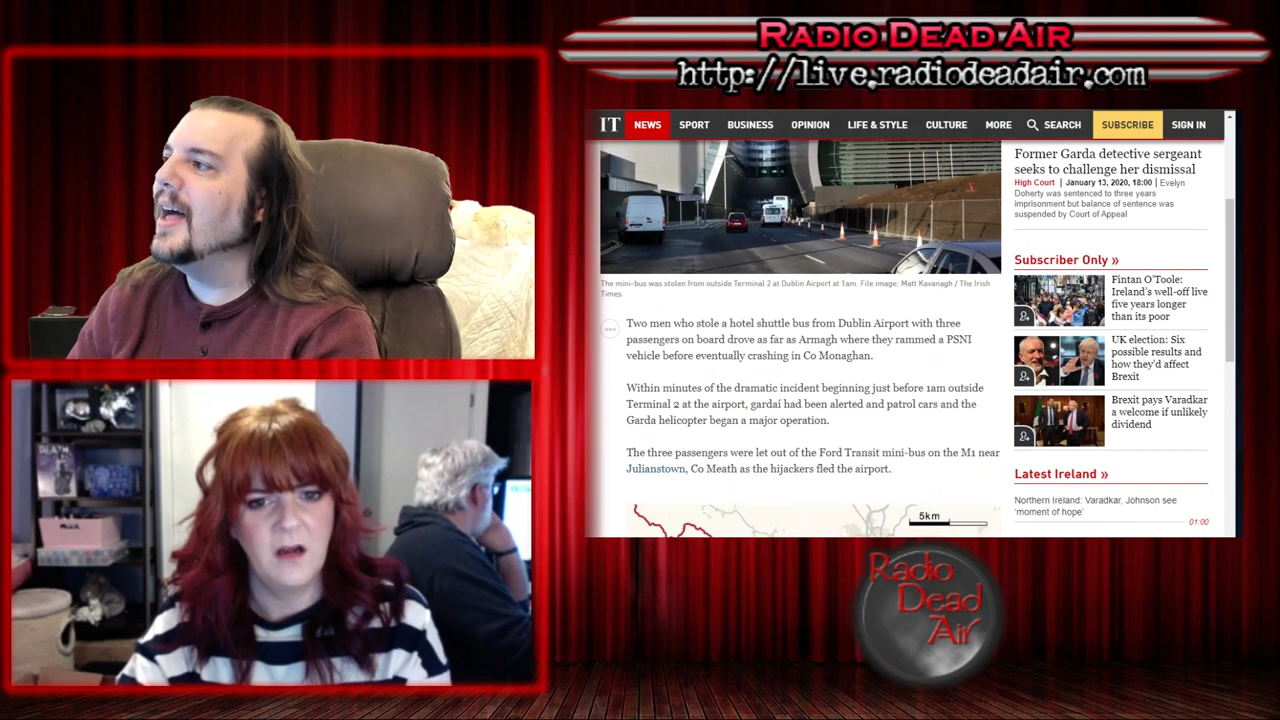 RADIO DEAD AIR
http://live.radiodeadair.com
IT NEWS SPORT BUSINESS OPINION LIFE & STYLE CULTURE MORE SEARCH SUBSCRIBE SIGN IN
The mini-bus was stolen from outside Terminal 2 at Dublin Airport at 1am. File image: Matt Kavanagh / The Irish
Times
Two men who stole a hotel shuttle bus from Dublin Airport with three
passengers on board drove as far as Armagh where they rammed a PSNI
vehicle before eventually crashing in Co Monaghan.
Within minutes of the dramatic incident beginning just before 1am outside
Terminal 2 at the airport, gardaí had been alerted and patrol cars and the
Garda helicopter began a major operation.
The three passengers were let out of the Ford Transit mini-bus on the M1 near
Julianstown, Co Meath as the hijackers fled the airport.
5km
Former Garda detective sergeant
seeks to challenge her dismissal
High Court | January 13, 2020, 18:00 | Evelyn
Doherty was sentenced to three years
imprisonment but balance of sentence was
suspended by Court of Appeal
Subscriber Only »
Fintan O'Toole:
Ireland's well-off live
five years longer
than its poor
UK election: Six
possible results and
how they'd affect
Brexit
Brexit pays Varadkar
a welcome if unlikely
dividend
Latest Ireland »
Northern Ireland: Varadkar, Johnson see
'moment of hope'
01:00
DEATH
Radio
Dead
Air